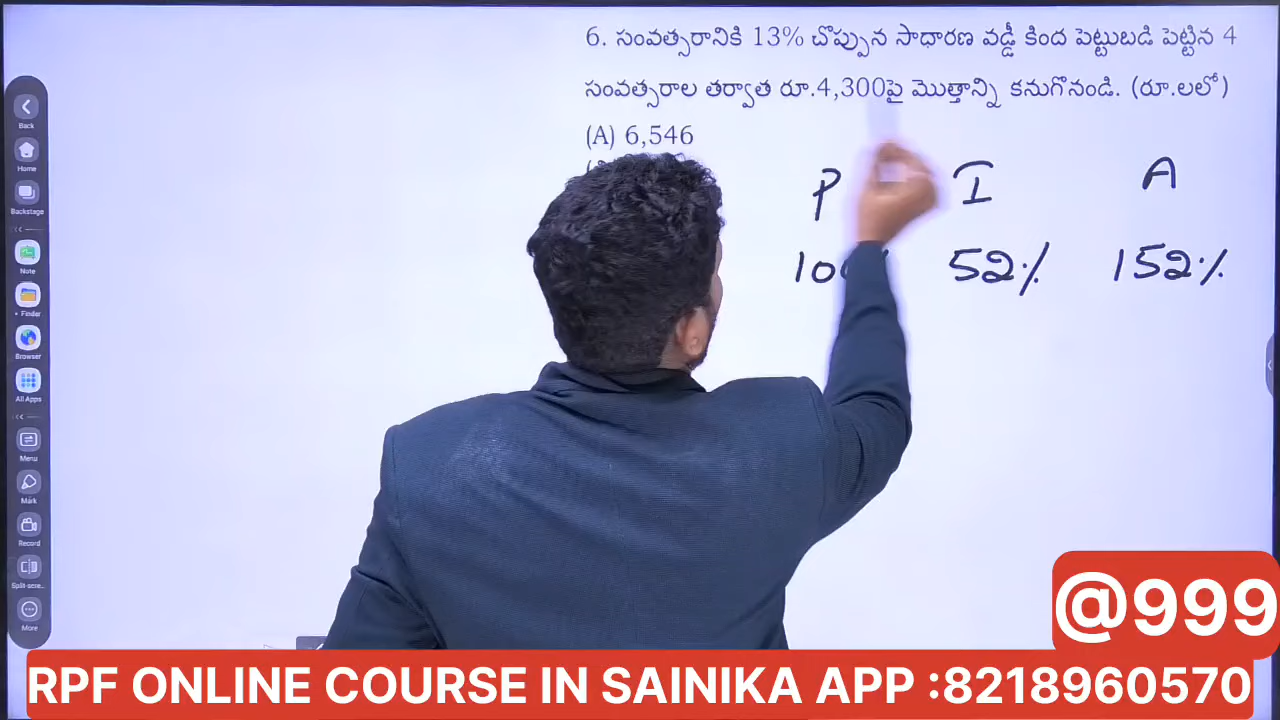 6. సంవత్సరానికి 13% చొప్పున సాధారణ వడ్డీ కింద పెట్టుబడి పెట్టిన 4
సంవత్సరాల తర్వాత రూ.4,300పై మొత్తాన్ని కనుగొనండి. (రూ.లలో)
(A) 6,546
P I A
52% 152%
Back
Home
Backstage
Note
Finder
Browser
All Apps
Menu
Mark
Record
Split-scre..
More
@999
RPF ONLINE COURSE IN SAINIKA APP :8218960570